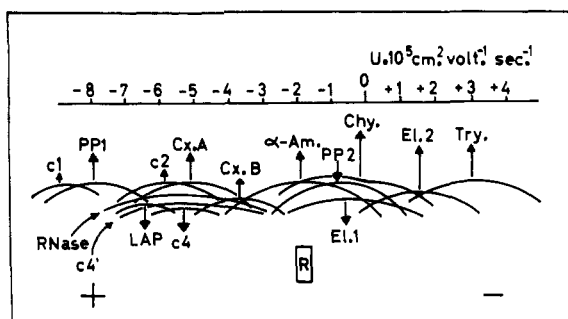 U.10⁵cm².volt⁻¹ sec.⁻¹
-8 -7 -6 -5 -4 -3 -2 -1 0 +1 +2 +3 +4
Chy.
c1 PP1 c2 Cx.A Cx.B α-Am. PP2 El.2 Try.
RNase LAP c4 El.1
c4'
R
+ −